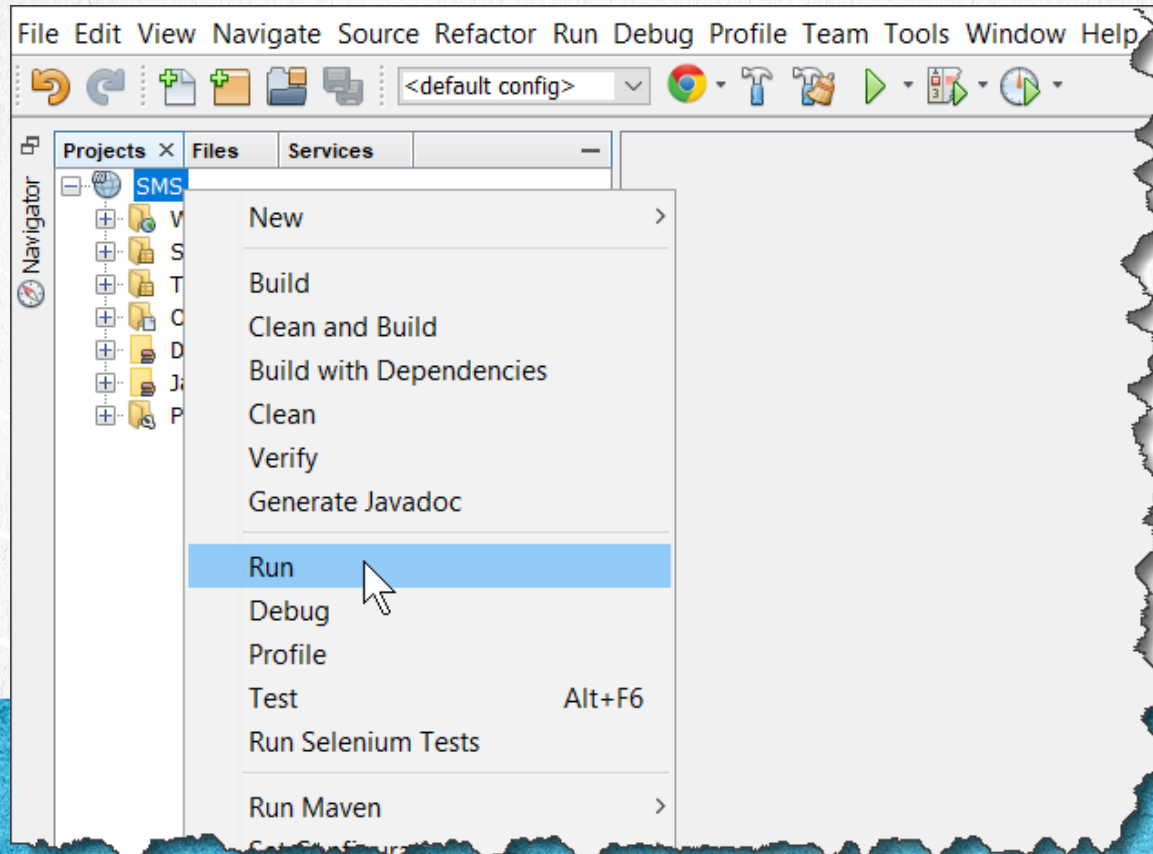 File Edit View Navigate Source Refactor Run Debug Profile Team Tools Window Help
<default config>
Projects × Files Services
Navigator
SMS
New
Build
Clean and Build
Build with Dependencies
Clean
Verify
Generate Javadoc
Run
Debug
Profile
Test Alt+F6
Run Selenium Tests
Run Maven